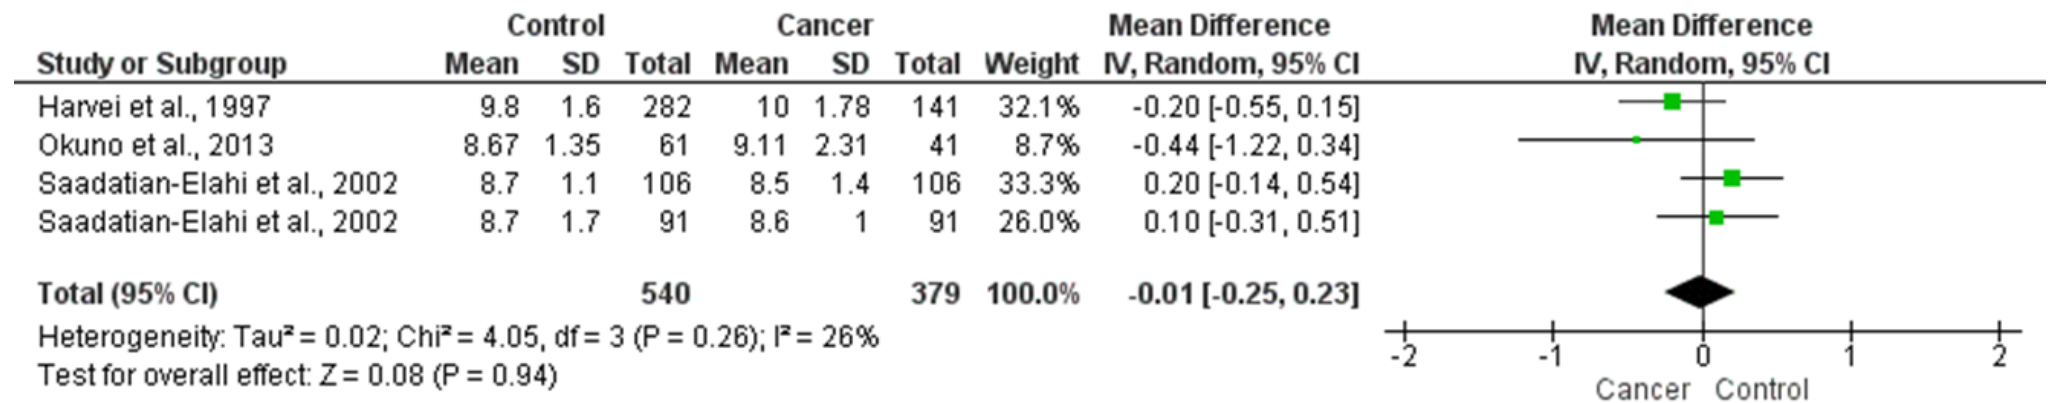 Control Cancer Mean Difference Mean Difference
Study or Subgroup Mean SD Total Mean SD Total Weight IV, Random, 95% CI IV, Random, 95% CI
Harvei et al., 1997 9.8 1.6 282 10 1.78 141 32.1% -0.20 [-0.55, 0.15]
Okuno et al., 2013 8.67 1.35 61 9.11 2.31 41 8.7% -0.44 [-1.22, 0.34]
Saadatian-Elahi et al., 2002 8.7 1.1 106 8.5 1.4 106 33.3% 0.20 [-0.14, 0.54]
Saadatian-Elahi et al., 2002 8.7 1.7 91 8.6 1 91 26.0% 0.10 [-0.31, 0.51]
Total (95% CI) 540 379 100.0% -0.01 [-0.25, 0.23]
Heterogeneity: Tau² = 0.02; Chi² = 4.05, df = 3 (P = 0.26); I² = 26%
Test for overall effect: Z = 0.08 (P = 0.94)
-2 -1 0 1 2
Cancer Control